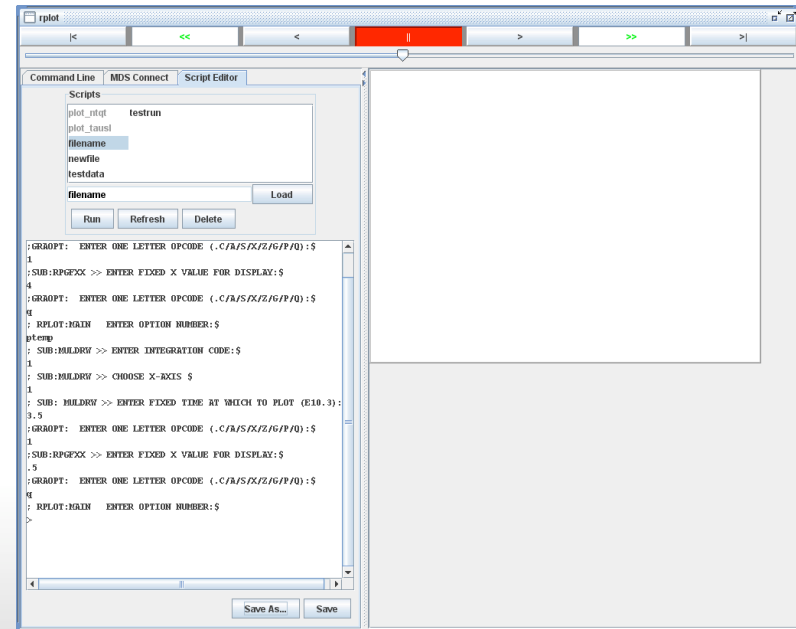 rplot
|< << < || > >> >|
Command Line MDS Connect Script Editor
Scripts
plot_ntqt testrun
plot_tausl
filename
newfile
testdata
filename Load
Run Refresh Delete
;GRAOPT: ENTER ONE LETTER OPCODE (.C/A/S/X/Z/G/P/Q):$
1
;SUB:RPGFXX >> ENTER FIXED X VALUE FOR DISPLAY:$
4
;GRAOPT: ENTER ONE LETTER OPCODE (.C/A/S/X/Z/G/P/Q):$
q
; RPLOT:MAIN ENTER OPTION NUMBER:$
ptemp
; SUB:MULDRW >> ENTER INTEGRATION CODE:$
1
; SUB:MULDRW >> CHOOSE X-AXIS $
1
; SUB: MULDRW >> ENTER FIXED TIME AT WHICH TO PLOT (E10.3):
3.5
;GRAOPT: ENTER ONE LETTER OPCODE (.C/A/S/X/Z/G/P/Q):$
1
;SUB:RPGFXX >> ENTER FIXED X VALUE FOR DISPLAY:$
.5
;GRAOPT: ENTER ONE LETTER OPCODE (.C/A/S/X/Z/G/P/Q):$
q
; RPLOT:MAIN ENTER OPTION NUMBER:$
>
Save As... Save